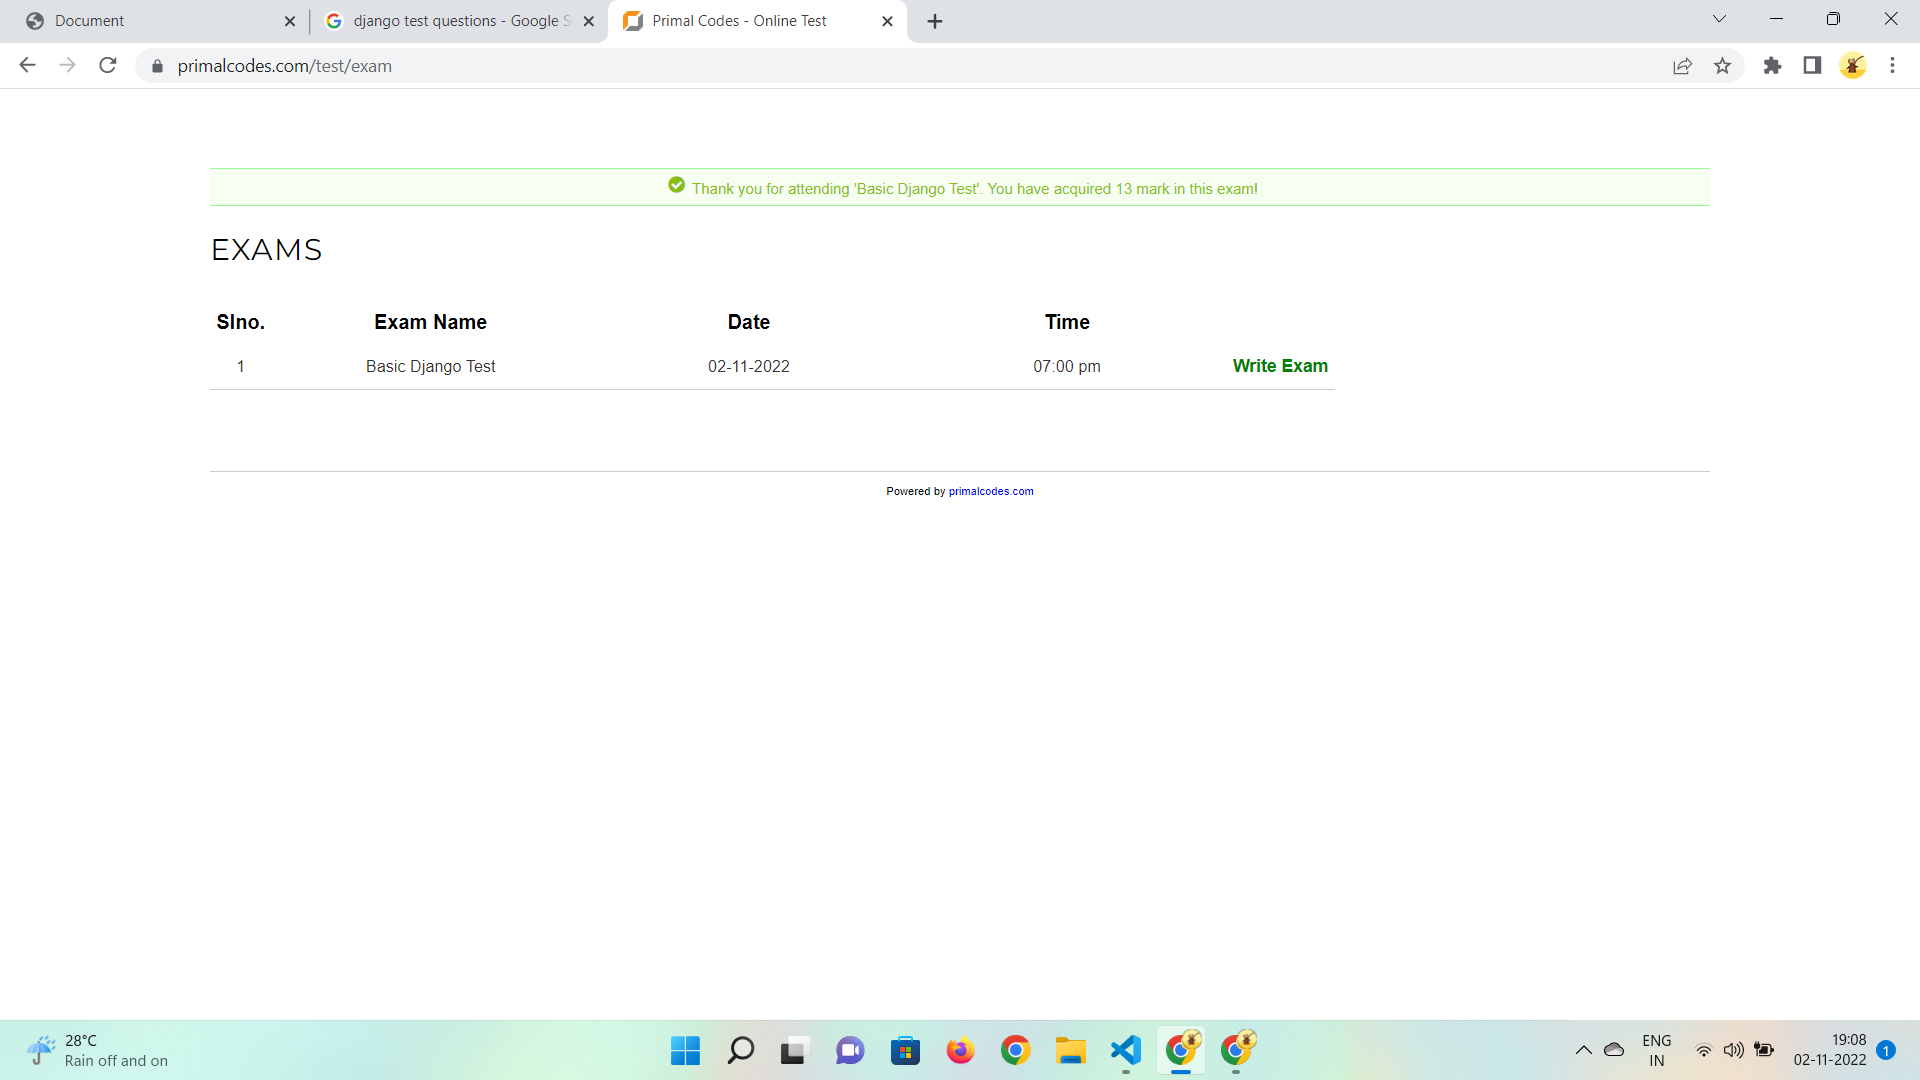 Document
django test questions - Google S
Primal Codes - Online Test
primalcodes.com/test/exam
Thank you for attending 'Basic Django Test'. You have acquired 13 mark in this exam!
EXAMS
Slno. Exam Name Date Time
1 Basic Django Test 02-11-2022 07:00 pm Write Exam
Powered by primalcodes.com
28°C
Rain off and on
ENG
IN
19:08
02-11-2022
1